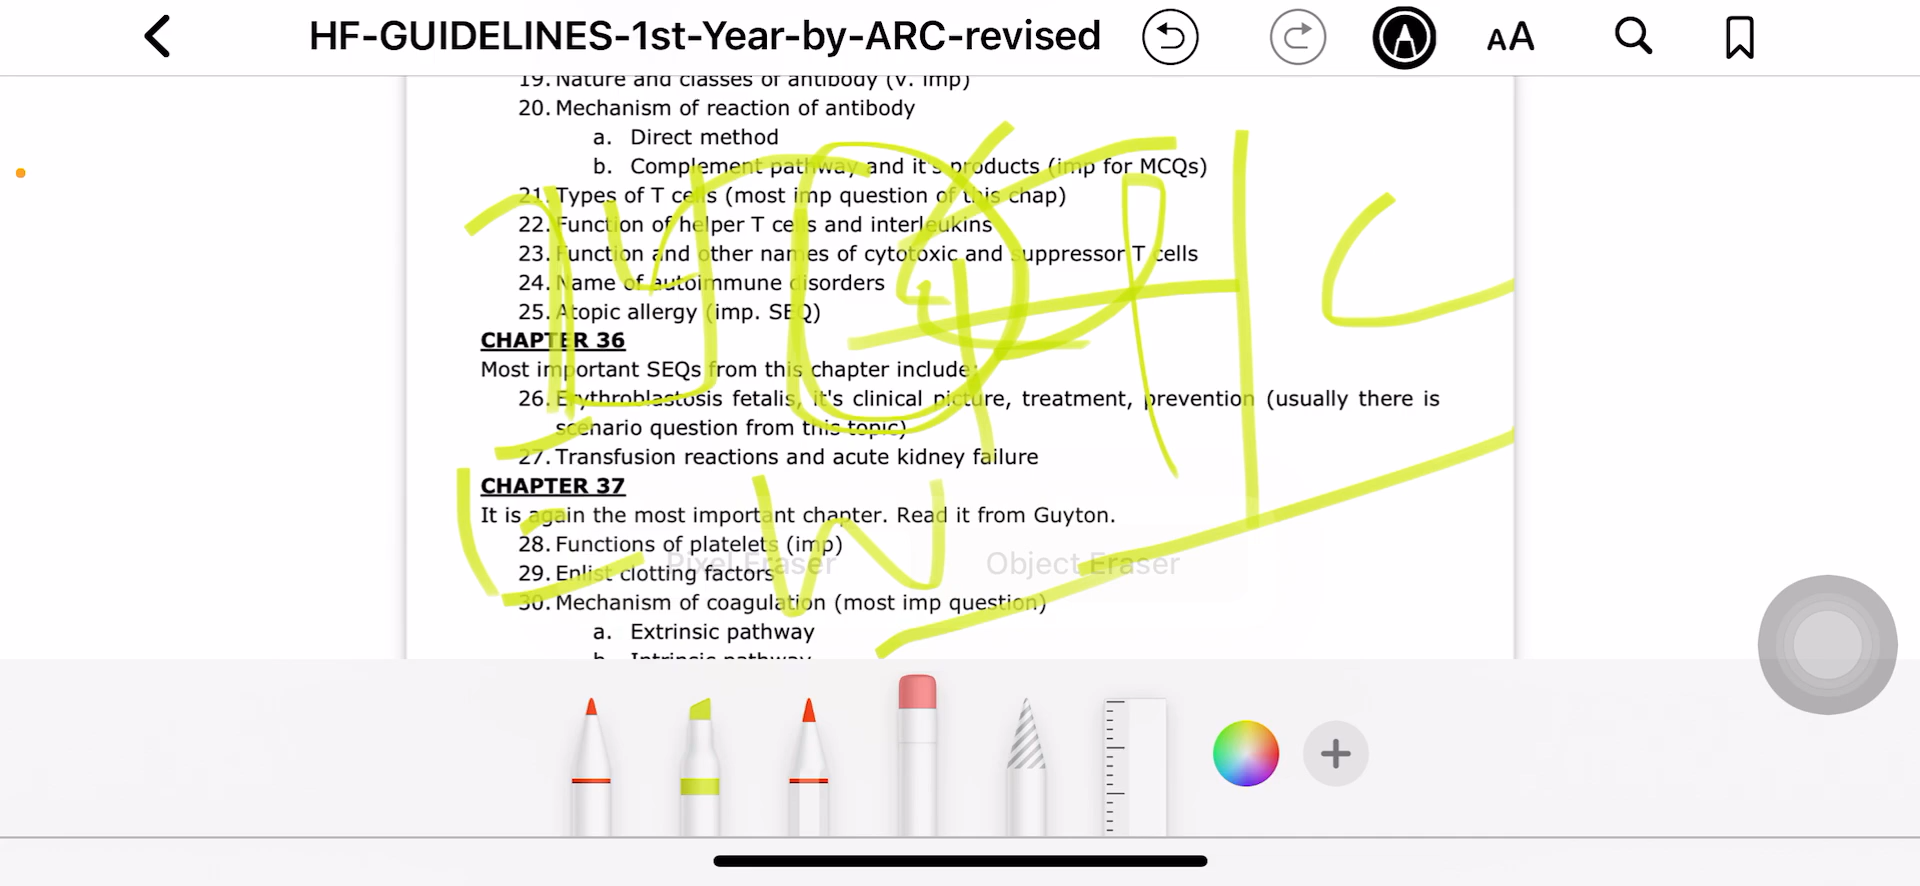 HF-GUIDELINES-1st-Year-by-ARC-revised
AA
19. Nature and classes of antibody (v. imp)
20. Mechanism of reaction of antibody
a. Direct method
b. Complement pathway and it's products (imp for MCQs)
21. Types of T cells (most imp question of this chap)
22. Function of helper T cells and interleukins
23. Function and other names of cytotoxic and suppressor T cells
24. Name of autoimmune disorders
25. Atopic allergy (imp. SEQ)
CHAPTER 36
Most important SEQs from this chapter include:
26. Erythroblastosis fetalis, it's clinical picture, treatment, prevention (usually there is
scenario question from this topic)
27. Transfusion reactions and acute kidney failure
CHAPTER 37
It is again the most important chapter. Read it from Guyton.
28. Functions of platelets (imp)
Pixel Eraser Object Eraser
29. Enlist clotting factors
30. Mechanism of coagulation (most imp question)
a. Extrinsic pathway
b. Intrinsic pathway